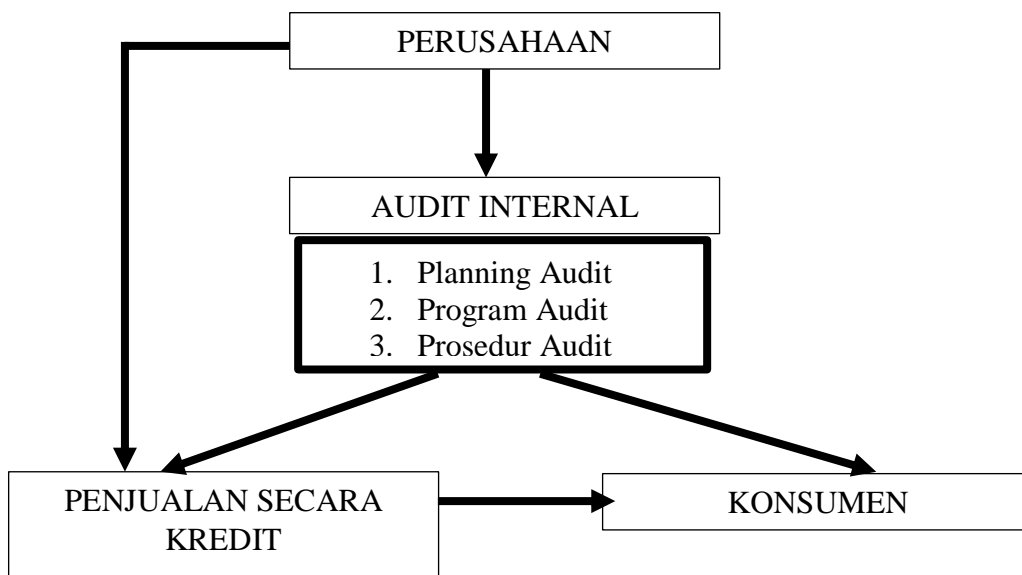 PERUSAHAAN
AUDIT INTERNAL
1. Planning Audit
2. Program Audit
3. Prosedur Audit
PENJUALAN SECARA
KREDIT
KONSUMEN